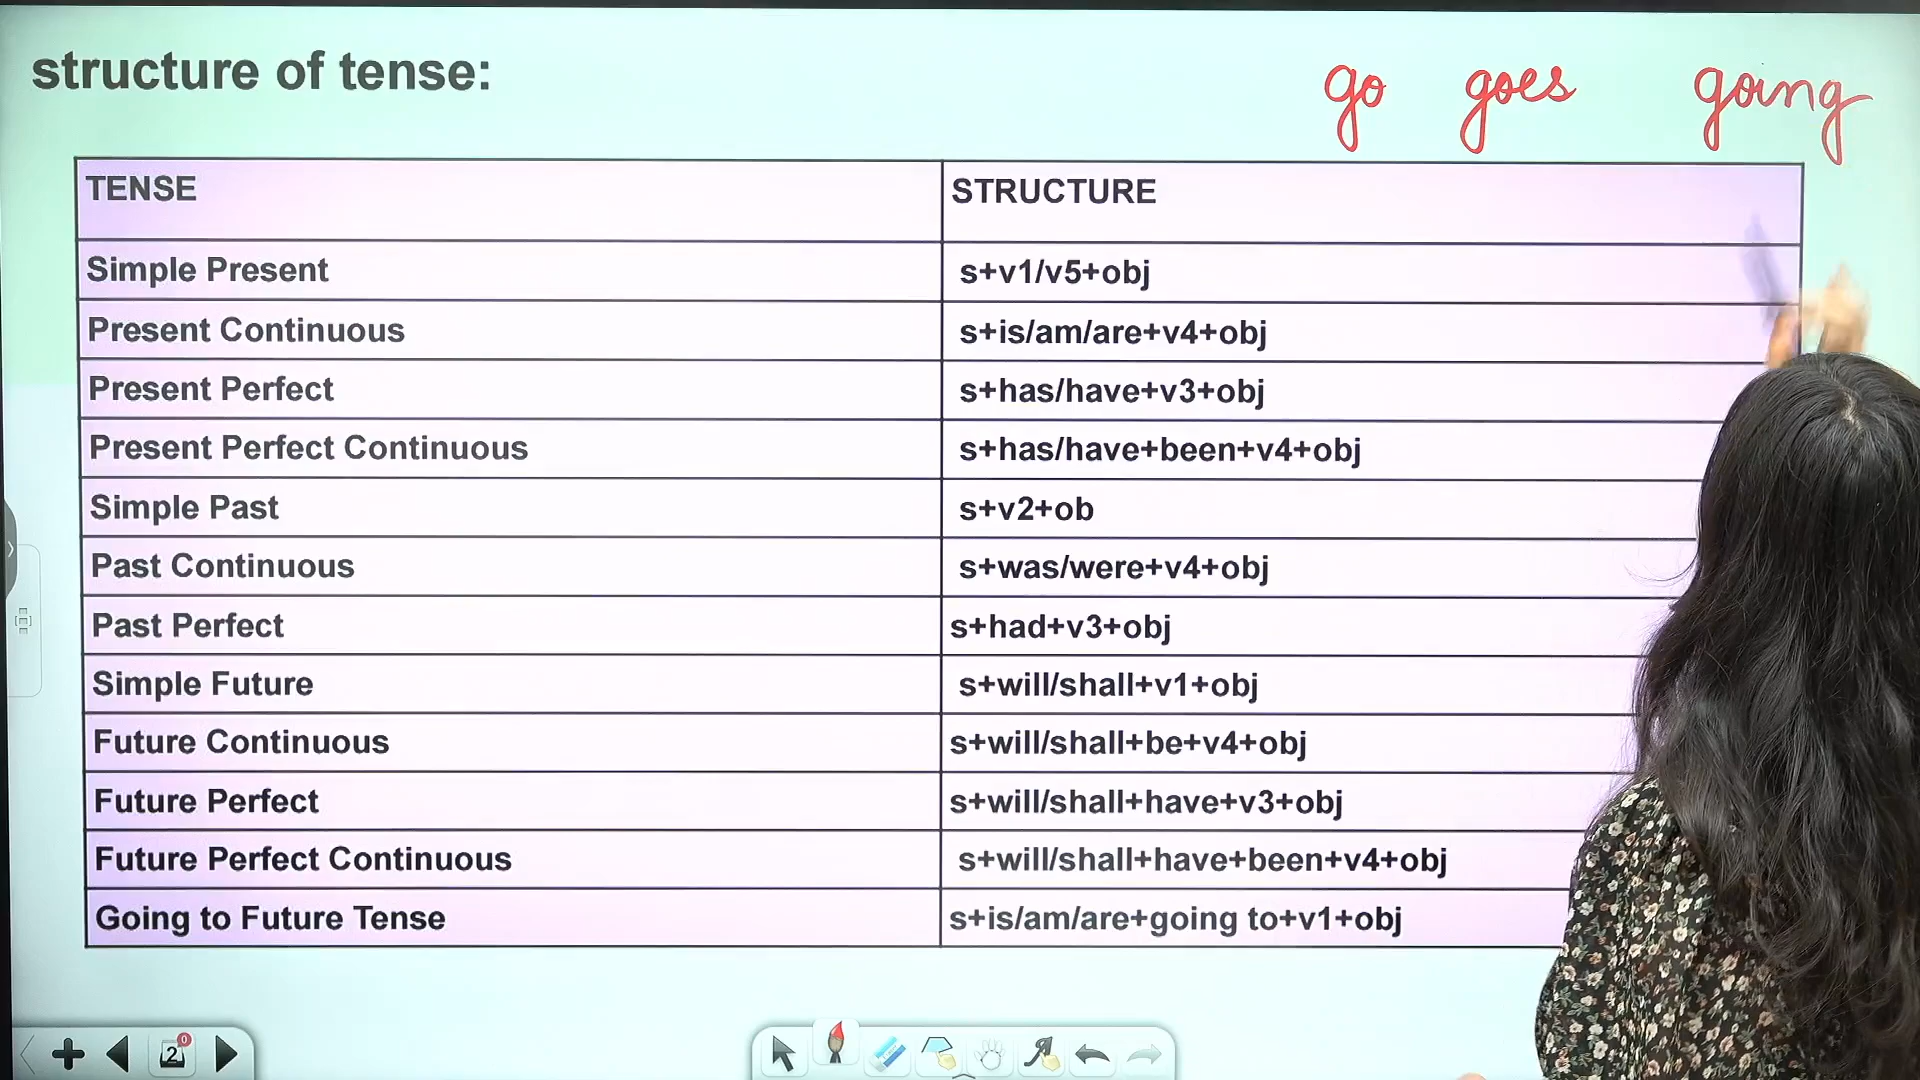 structure of tense:
go goes going
TENSE STRUCTURE
Simple Present s+v1/v5+obj
Present Continuous s+is/am/are+v4+obj
Present Perfect s+has/have+v3+obj
Present Perfect Continuous s+has/have+been+v4+obj
Simple Past s+v2+ob
Past Continuous s+was/were+v4+obj
Past Perfect s+had+v3+obj
Simple Future s+will/shall+v1+obj
Future Continuous s+will/shall+be+v4+obj
Future Perfect s+will/shall+have+v3+obj
Future Perfect Continuous s+will/shall+have+been+v4+obj
Going to Future Tense s+is/am/are+going to+v1+obj
2 0